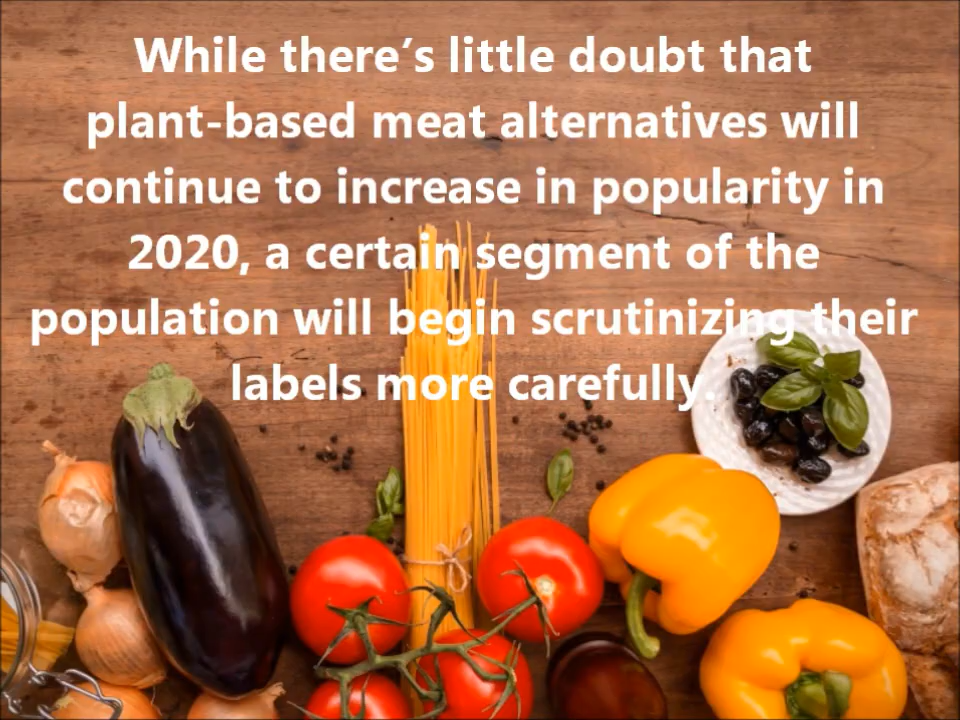 While there’s little doubt that
plant-based meat alternatives will
continue to increase in popularity in
2020, a certain segment of the
population will begin scrutinizing their
labels more carefully.